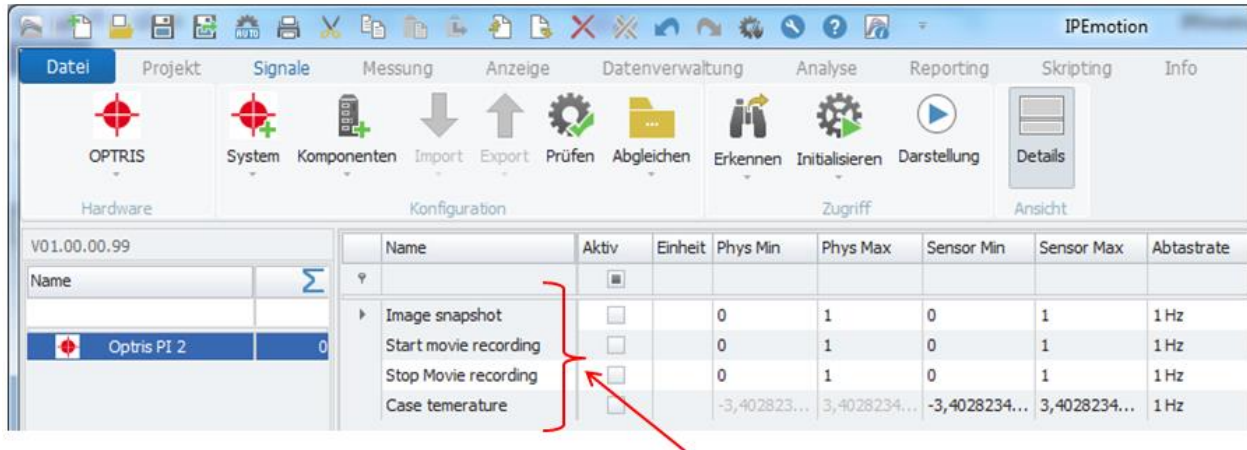 AUTO
IPEmotion
Datei Projekt Signale Messung Anzeige Datenverwaltung Analyse Reporting Skripting Info
OPTRIS System Komponenten Import Export Prüfen Abgleichen Erkennen Initialisieren Darstellung Details
Hardware Konfiguration Zugriff Ansicht
V01.00.00.99
Name Σ
Name Aktiv Einheit Phys Min Phys Max Sensor Min Sensor Max Abtastrate
Image snapshot 0 1 0 1 1 Hz
Optris PI 2 0
Start movie recording 0 1 0 1 1 Hz
Stop Movie recording 0 1 0 1 1 Hz
Case temerature -3,402823... 3,4028234... -3,4028234... 3,4028234... 1 Hz